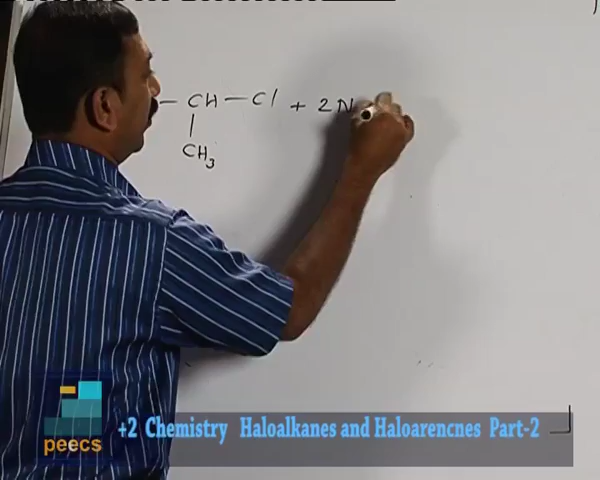 — CH — Cl + 2N
|
CH3
peecs
+2 Chemistry Haloalkanes and Haloarencnes Part-2